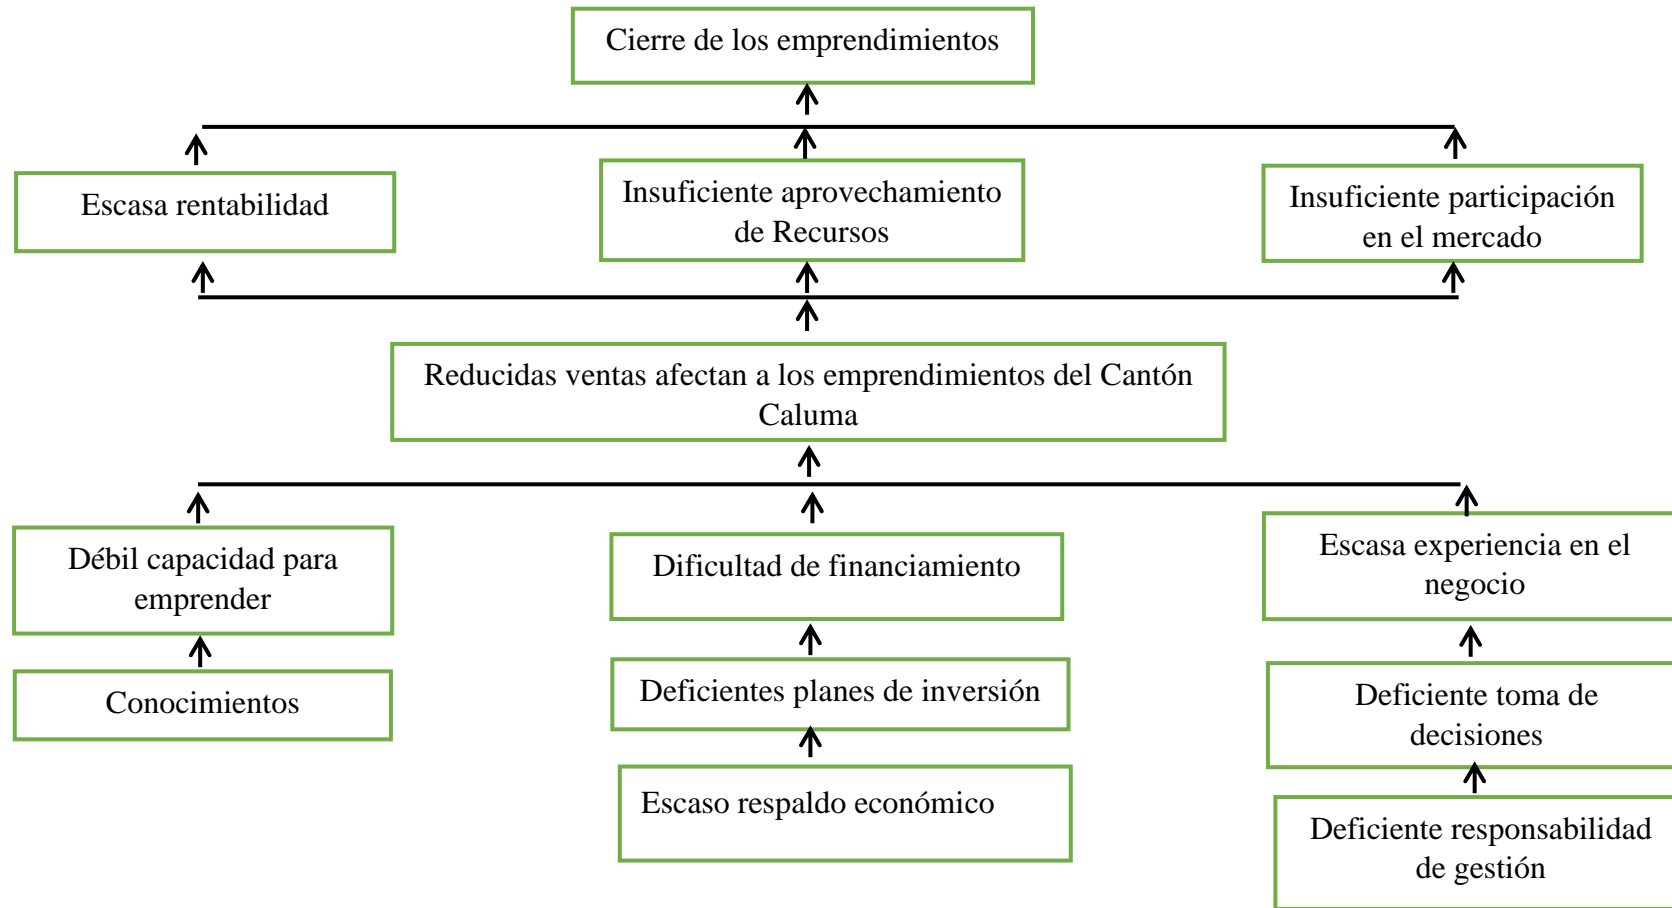 Cierre de los emprendimientos
Escasa rentabilidad
Insuficiente aprovechamiento
de Recursos
Insuficiente participación
en el mercado
Reducidas ventas afectan a los emprendimientos del Cantón
Caluma
Débil capacidad para
emprender
Dificultad de financiamiento
Escasa experiencia en el
negocio
Conocimientos
Deficientes planes de inversión
Deficiente toma de
decisiones
Escaso respaldo económico
Deficiente responsabilidad
de gestión